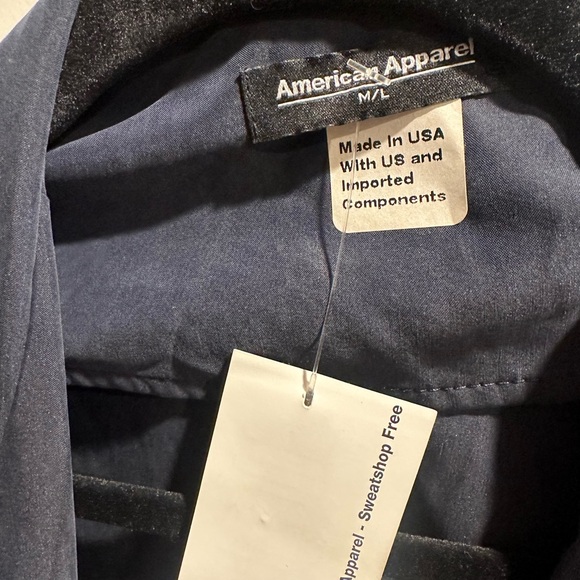 American Apparel
M/L
Made In USA
With US and
Imported
Components
Apparel - Sweatshop Free